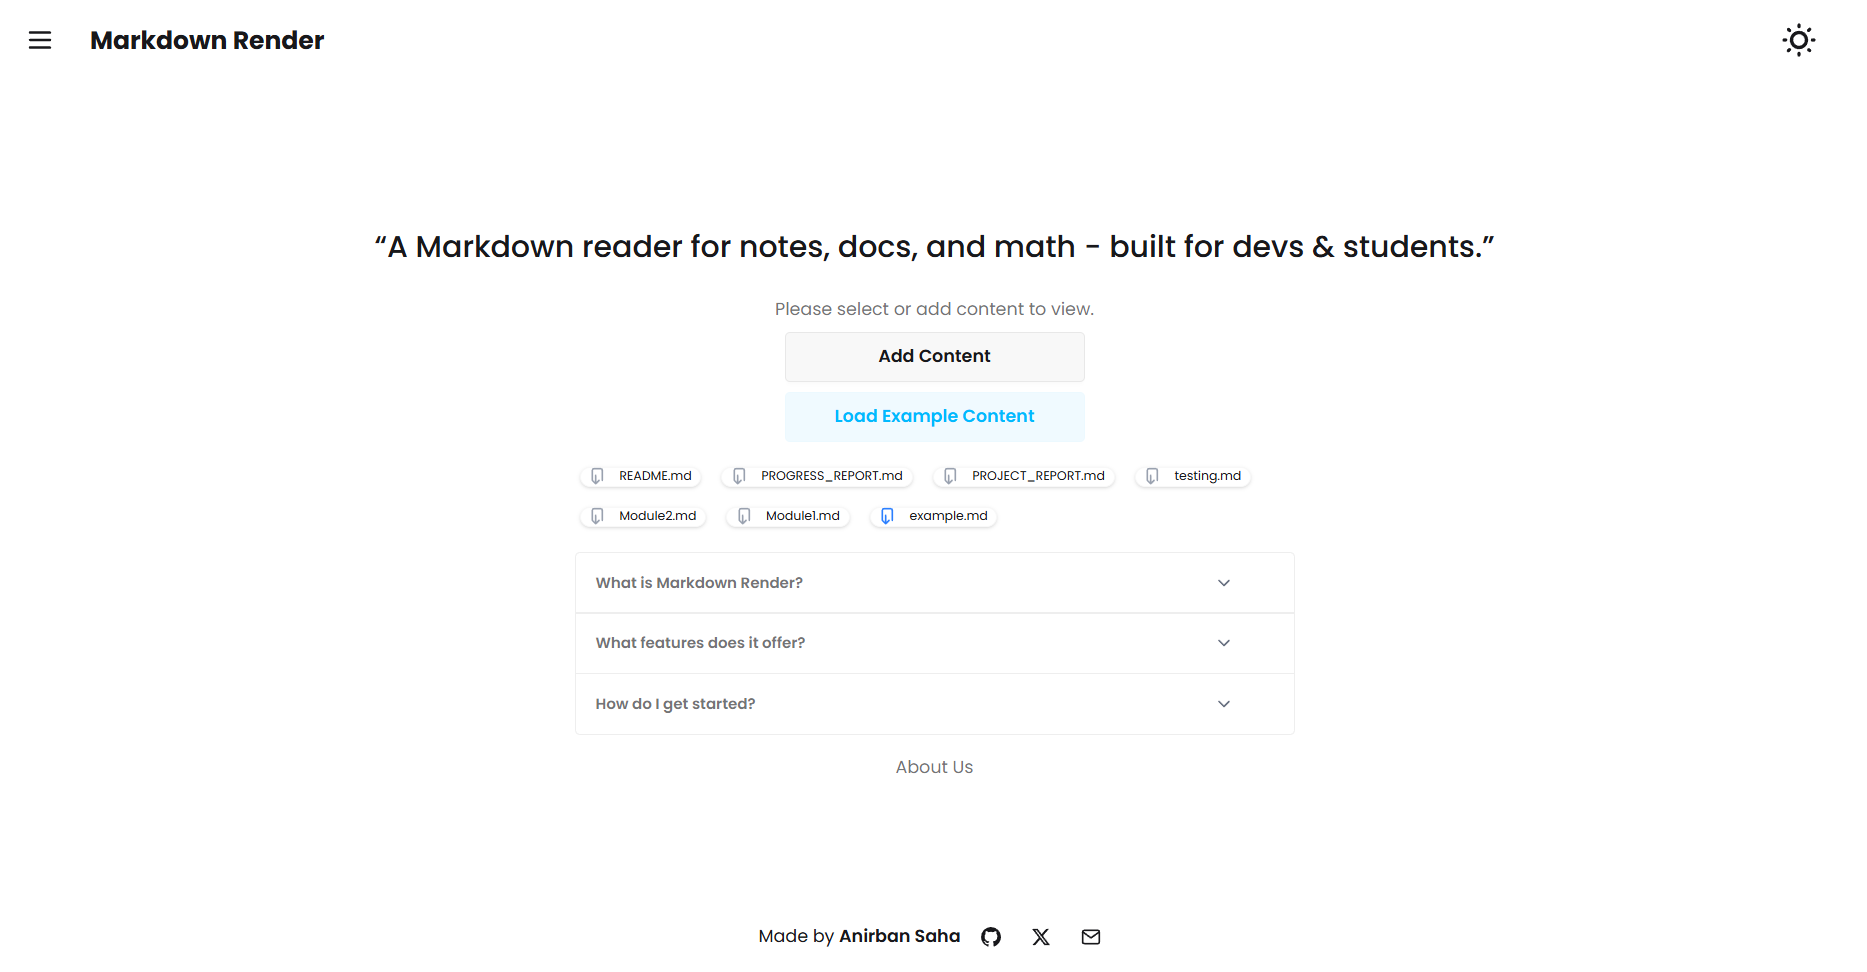 Markdown Render
“A Markdown reader for notes, docs, and math - built for devs & students.”
Please select or add content to view.
Add Content
Load Example Content
README.md PROGRESS_REPORT.md PROJECT_REPORT.md testing.md
Module2.md Module1.md example.md
What is Markdown Render?
What features does it offer?
How do I get started?
About Us
Made by Anirban Saha